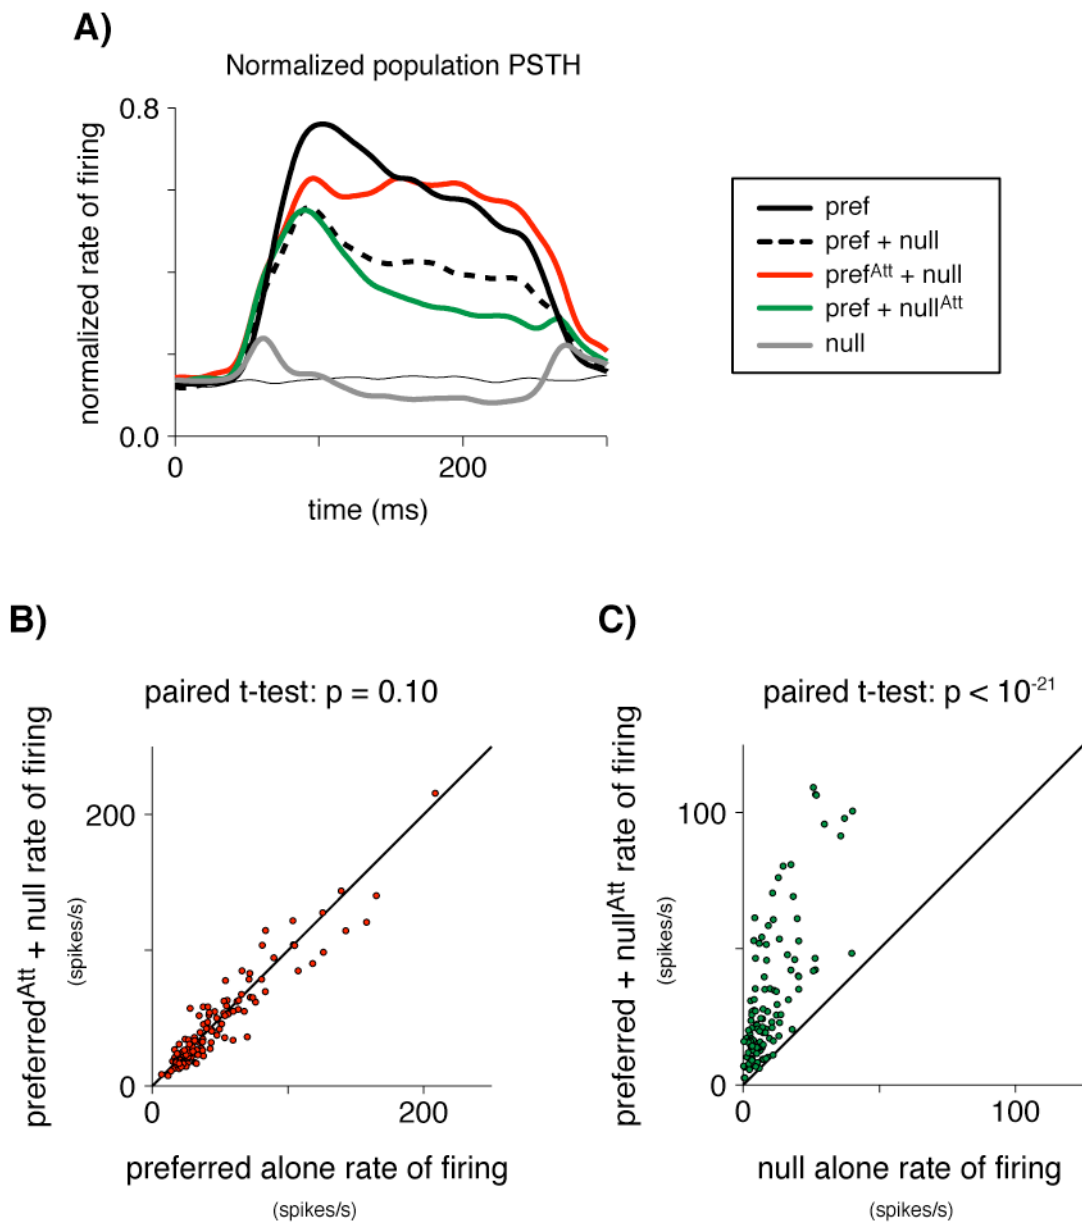 A)
Normalized population PSTH
normalized rate of firing
0.8
0.0
0
200
time (ms)
pref
pref + null
pref^Att + null
pref + null^Att
null
B)
paired t-test: p = 0.10
preferred^Att + null rate of firing
(spikes/s)
200
0
0
200
preferred alone rate of firing
(spikes/s)
C)
paired t-test: p < 10^-21
preferred + null^Att rate of firing
(spikes/s)
100
0
0
100
null alone rate of firing
(spikes/s)